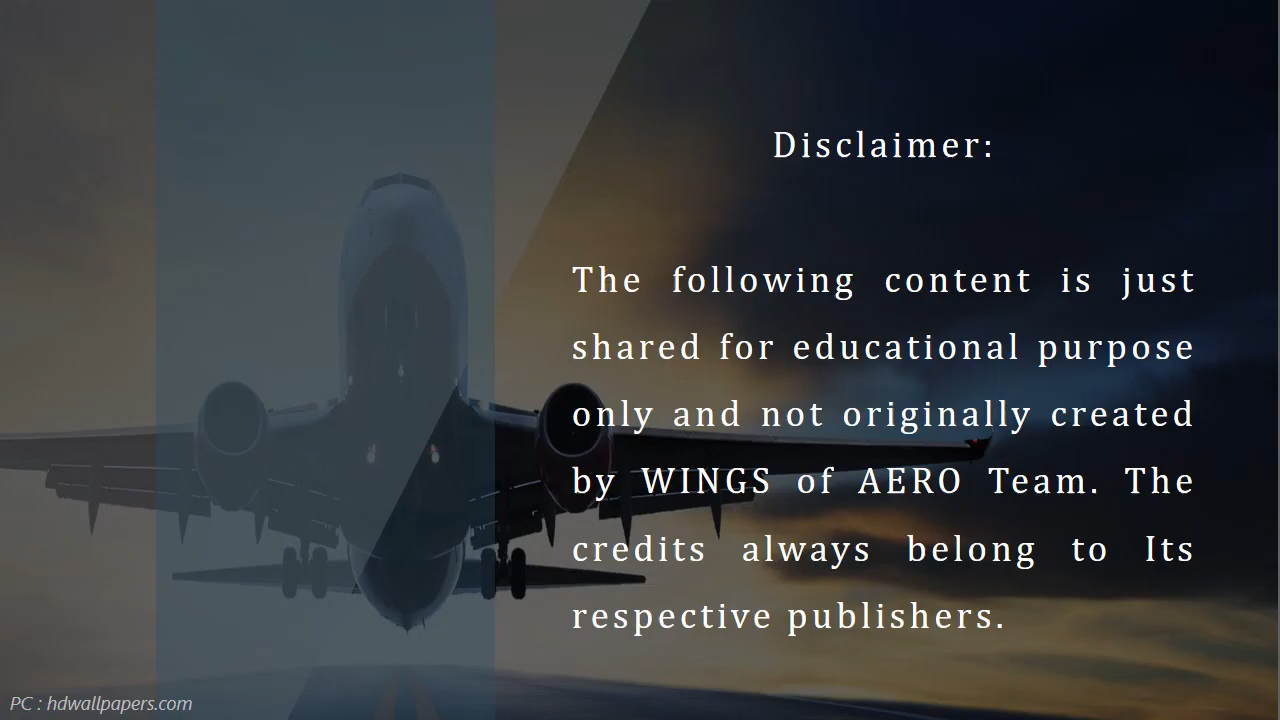 Disclaimer:
The following content is just
shared for educational purpose
only and not originally created
by WINGS of AERO Team. The
credits always belong to Its
respective publishers.
PC : hdwallpapers.com